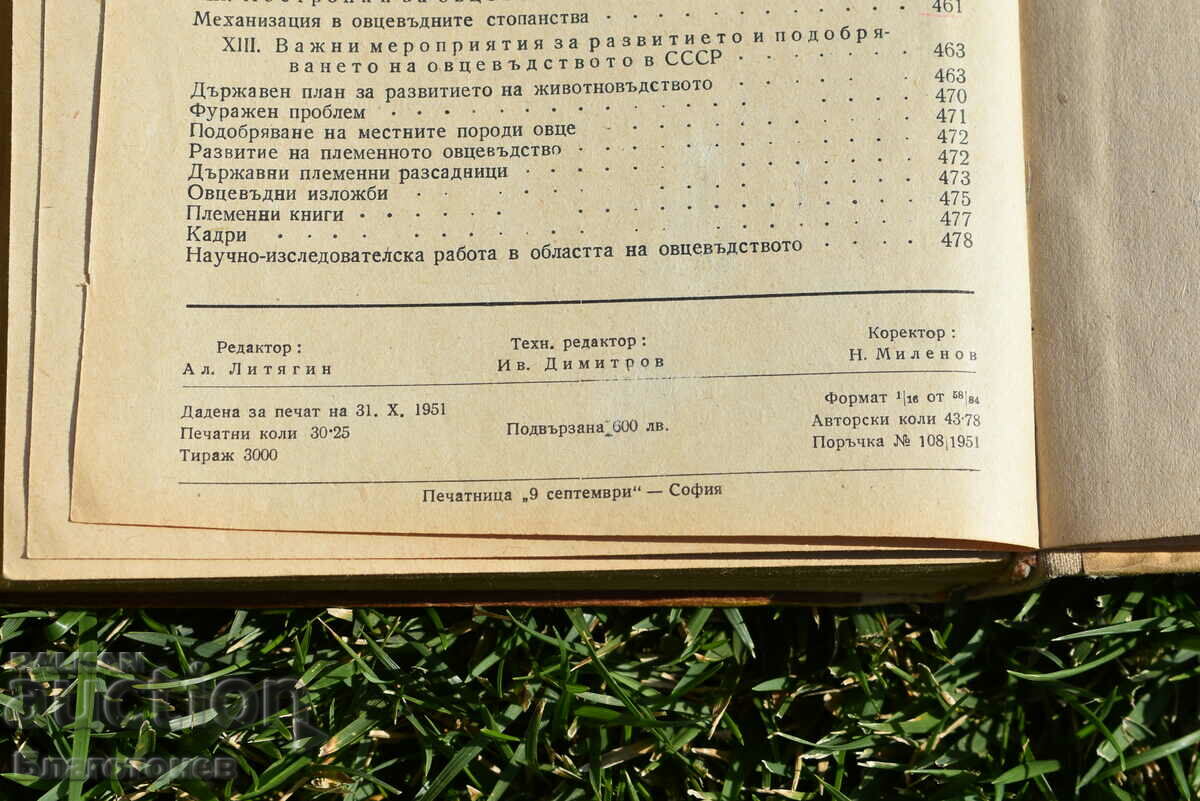 Механизация в овцевъдните стопанства . . . 461
XIII. Важни мероприятия за развитието и подобря-
ването на овцевъдството в СССР . . . 463
Държавен план за развитието на животновъдството . . . 463
Фуражен проблем . . . 470
Подобряване на местните породи овце . . . 471
Развитие на племенното овцевъдство . . . 472
Държавни племенни разсадници . . . 472
Овцевъдни изложби . . . 473
Племенни книги . . . 475
Кадри . . . 477
Научно-изследователска работа в областта на овцевъдството . . . 478
Редактор :
Ал. Литягин
Техн. редактор :
Ив. Димитров
Коректор :
Н. Миленов
Дадена за печат на 31. X. 1951
Печатни коли 30·25
Тираж 3000
Подвързана 600 лв.
Формат 1/16 от 58/84
Авторски коли 43·78
Поръчка № 108/1951
Печатница „9 септември“ — София
BALKAN
auction
Благоточев